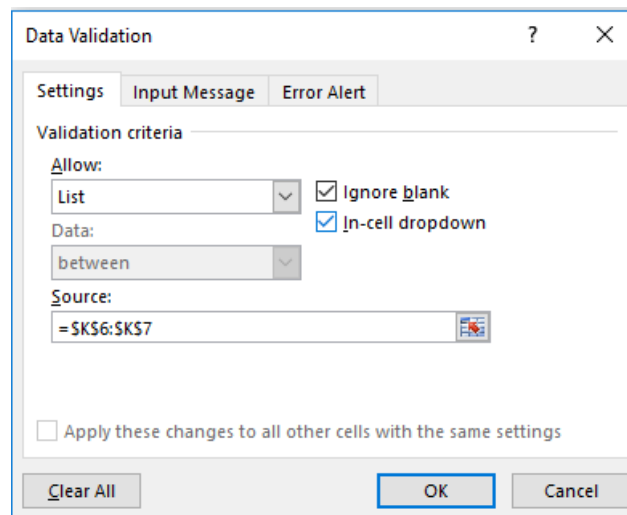 Data Validation ?
Settings Input Message Error Alert
Validation criteria
Allow:
List
Ignore blank
In-cell dropdown
Data:
between
Source:
=$K$6:$K$7
Apply these changes to all other cells with the same settings
Clear All OK Cancel